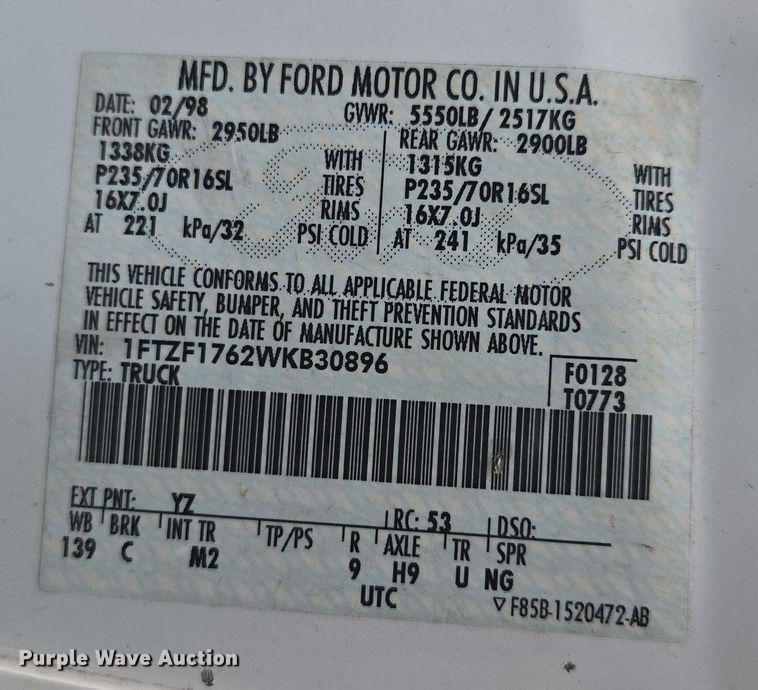 MFD. BY FORD MOTOR CO. IN U.S.A.
DATE: 02/98 GVWR: 5550LB/ 2517KG
FRONT GAWR: 2950LB REAR GAWR: 2900LB
1338KG WITH 1315KG WITH
P235/70R16SL TIRES P235/70R16SL TIRES
16X7.0J RIMS 16X7.0J RIMS
AT 221 kPa/32 PSI COLD AT 241 kPa/35 PSI COLD
THIS VEHICLE CONFORMS TO ALL APPLICABLE FEDERAL MOTOR
VEHICLE SAFETY, BUMPER, AND THEFT PREVENTION STANDARDS
IN EFFECT ON THE DATE OF MANUFACTURE SHOWN ABOVE.
VIN: 1FTZF1762WKB30896 F0128
TYPE: TRUCK T0773
EXT PNT: YZ RC: 53 DSO:
WB BRK INT TR TP/PS R AXLE TR SPR
139 C M2 9 H9 U NG
UTC F85B-1520472-AB
Purple Wave Auction